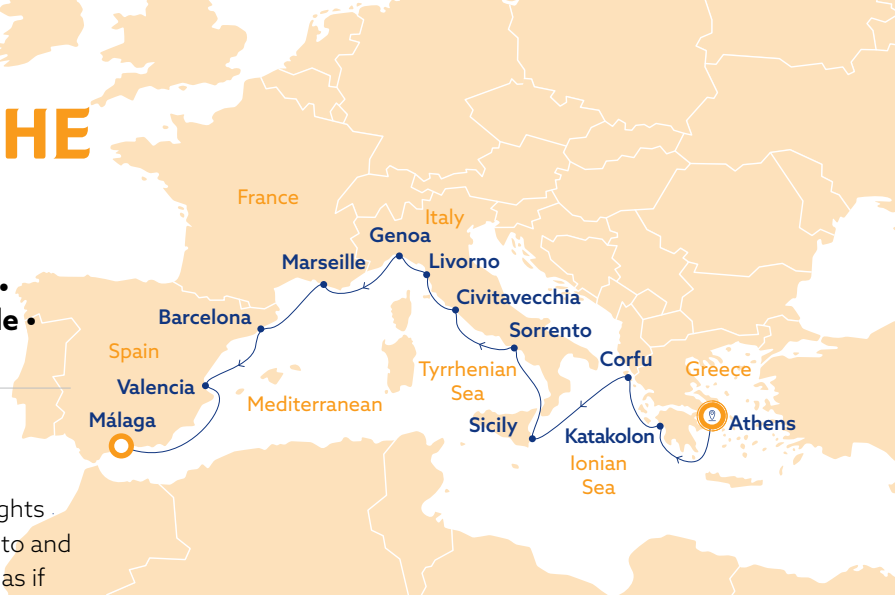 HE
France
Italy
Genoa
Marseille
Livorno
•
Civitavecchia
Barcelona
le •
Sorrento
Spain
Corfu
Valencia
Tyrrhenian
Sea
Greece
Mediterranean
Málaga
Sicily
Katakolon
Athens
Ionian
Sea
ghts
to and
as if